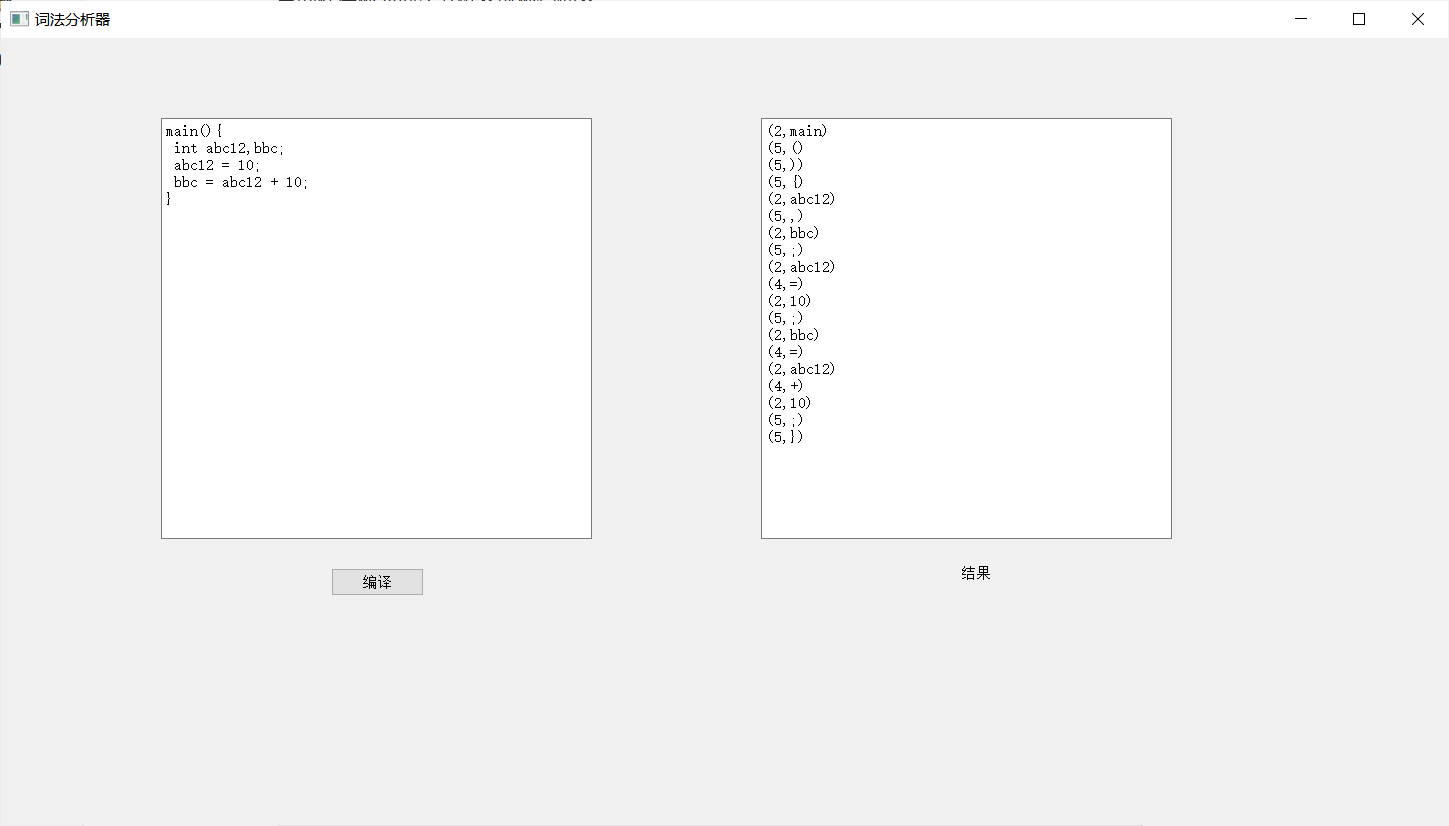 词法分析器
main(){
 int abc12,bbc;
 abc12 = 10;
 bbc = abc12 + 10;
}
编译
(2,main)
(5,()
(5,))
(5,{)
(2,abc12)
(5,,)
(2,bbc)
(5,;)
(2,abc12)
(4,=)
(2,10)
(5,;)
(2,bbc)
(4,=)
(2,abc12)
(4,+)
(2,10)
(5,;)
(5,})
结果